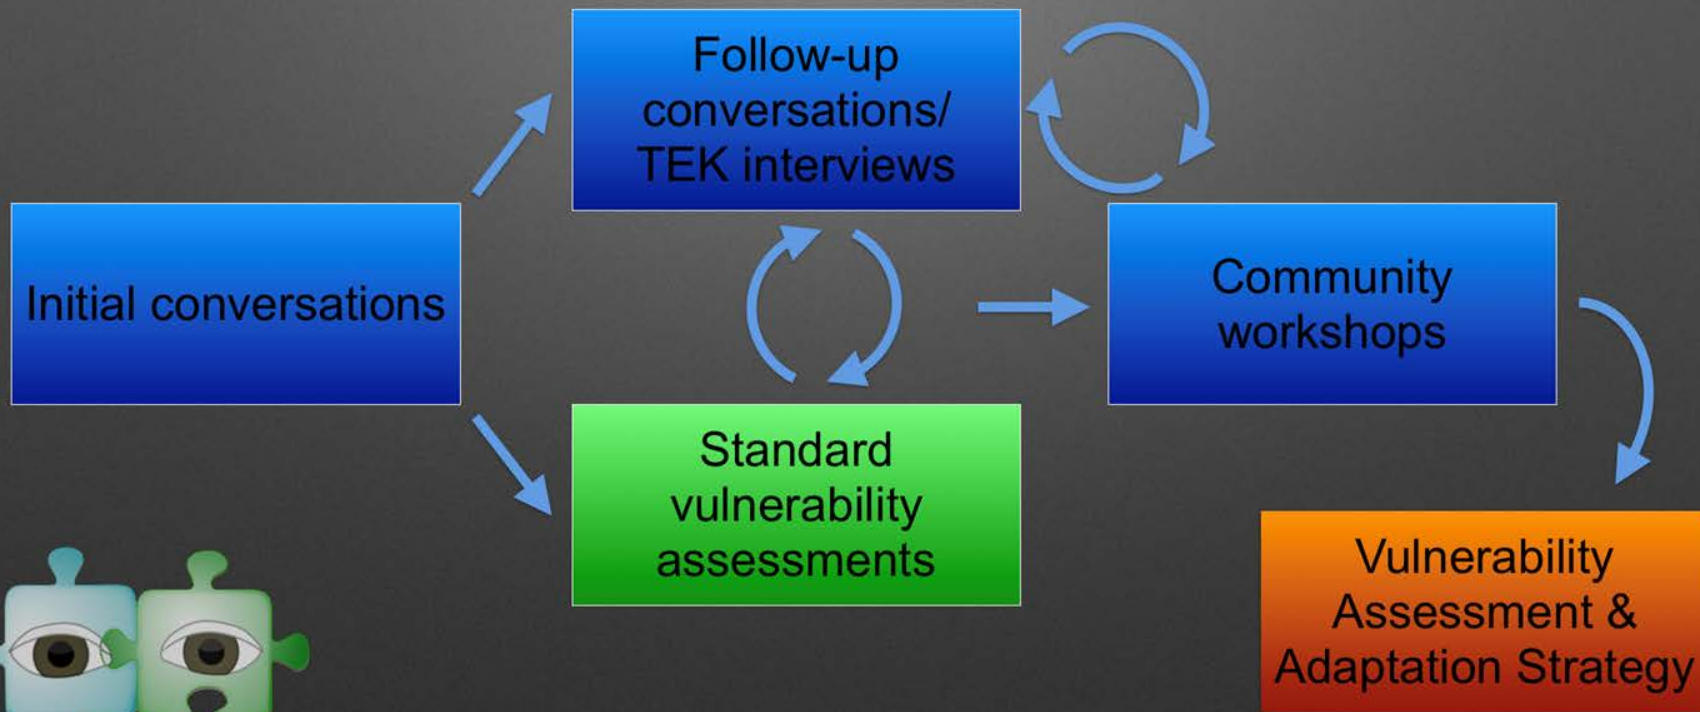 Follow-up
conversations/
TEK interviews
Initial conversations
Community
workshops
Standard
vulnerability
assessments
Vulnerability
Assessment &
Adaptation Strategy